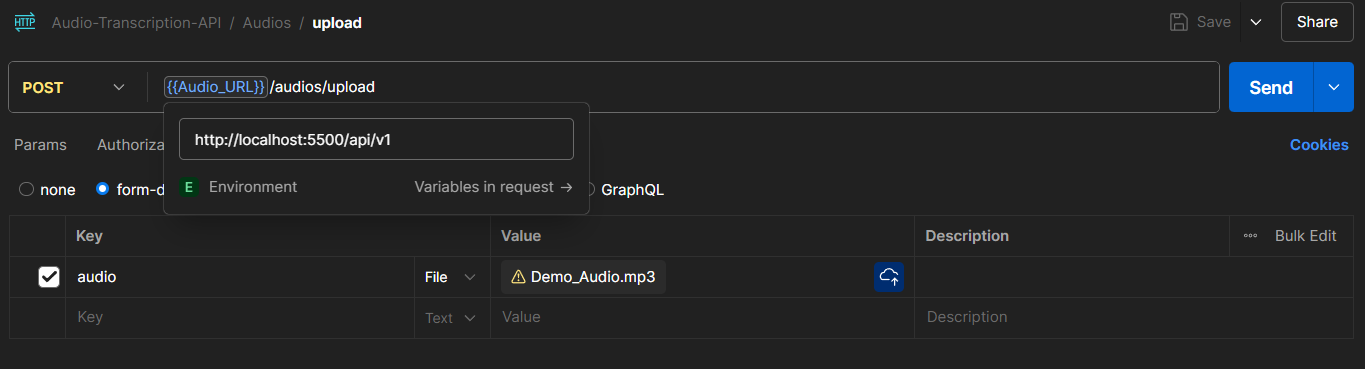 HTTP Audio-Transcription-API / Audios / upload Save Share
POST {{Audio_URL}}/audios/upload Send
http://localhost:5500/api/v1
Params Authoriza Cookies
E Environment Variables in request →
none form-d GraphQL
Key Value Description ••• Bulk Edit
audio File Demo_Audio.mp3
Key Text Value Description